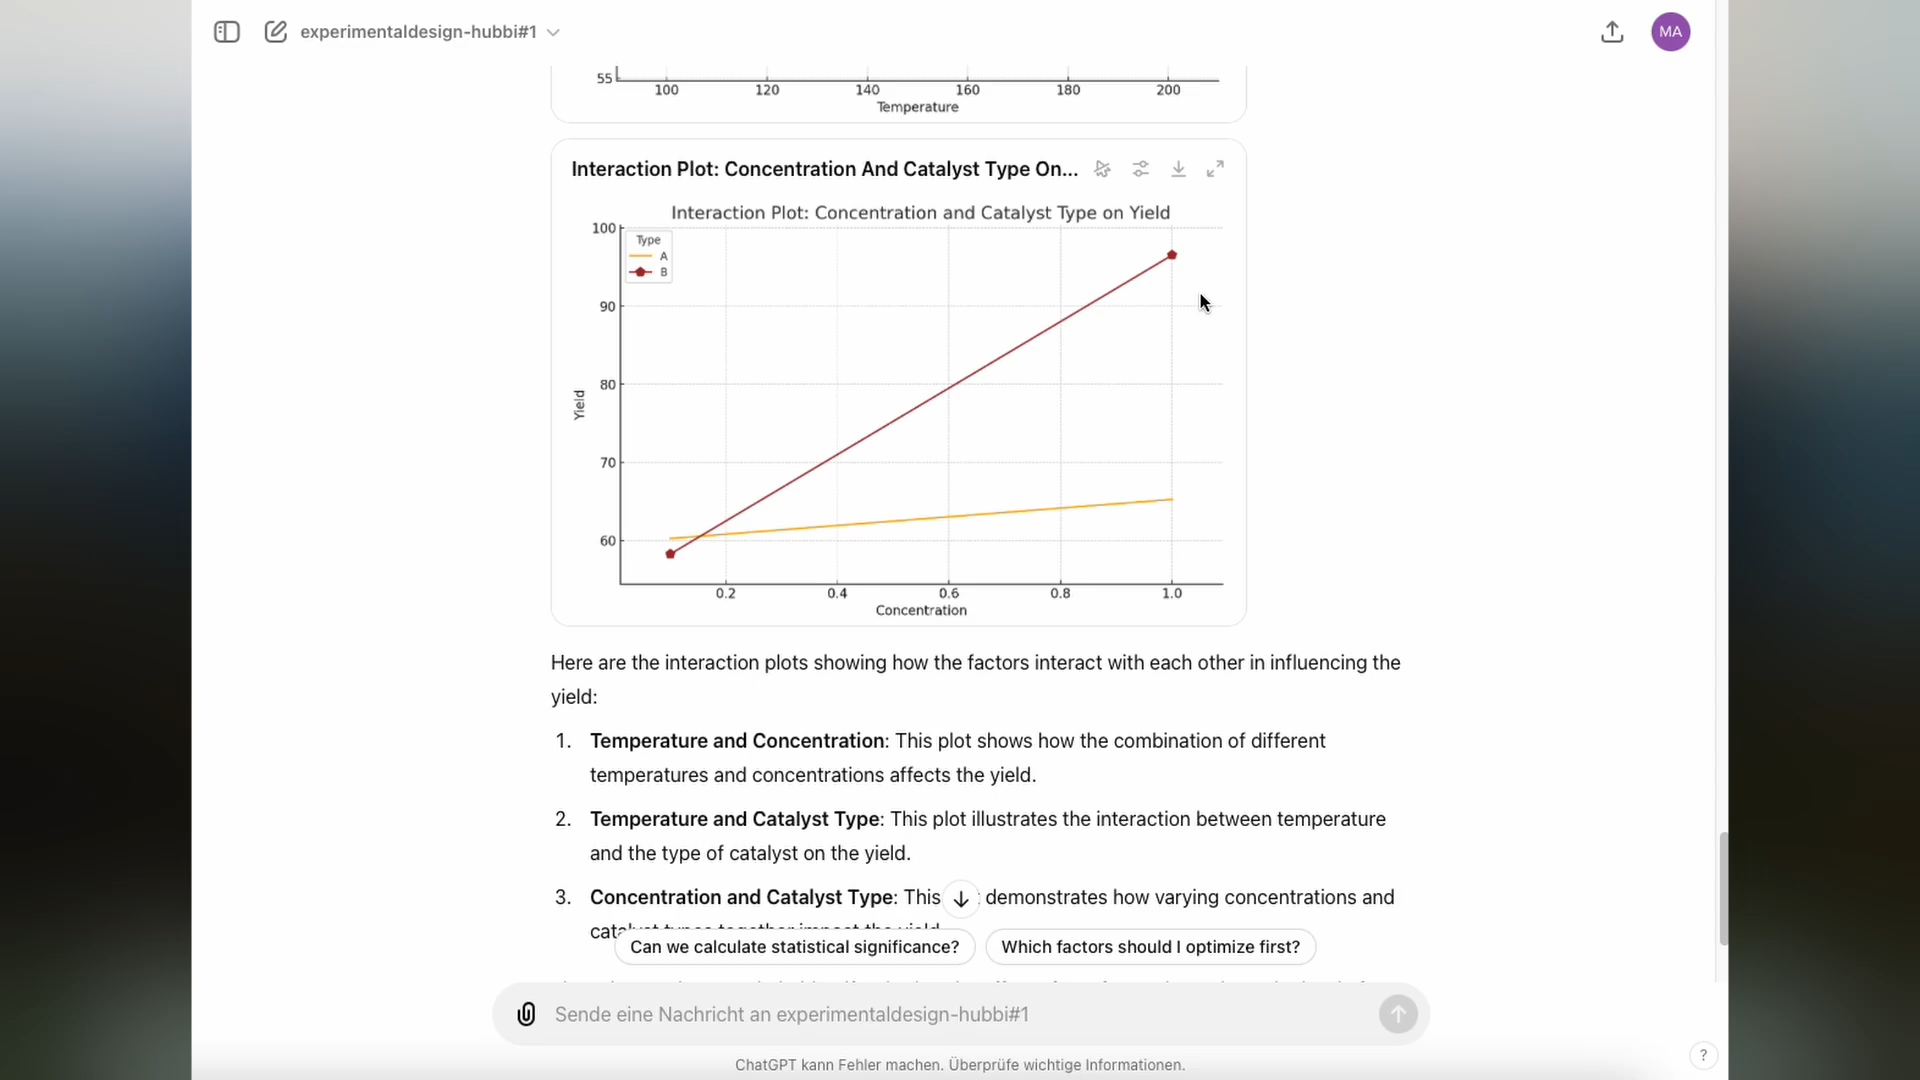 experimentaldesign-hubbi#1
MA
55
100 120 140 160 180 200
Temperature
Interaction Plot: Concentration And Catalyst Type On...
Interaction Plot: Concentration and Catalyst Type on Yield
100
Type
A
B
90
80
Yield
70
60
0.2 0.4 0.6 0.8 1.0
Concentration
Here are the interaction plots showing how the factors interact with each other in influencing the
yield:
1. Temperature and Concentration: This plot shows how the combination of different
temperatures and concentrations affects the yield.
2. Temperature and Catalyst Type: This plot illustrates the interaction between temperature
and the type of catalyst on the yield.
3. Concentration and Catalyst Type: This demonstrates how varying concentrations and
Can we calculate statistical significance? Which factors should I optimize first?
Sende eine Nachricht an experimentaldesign-hubbi#1
ChatGPT kann Fehler machen. Überprüfe wichtige Informationen.
?